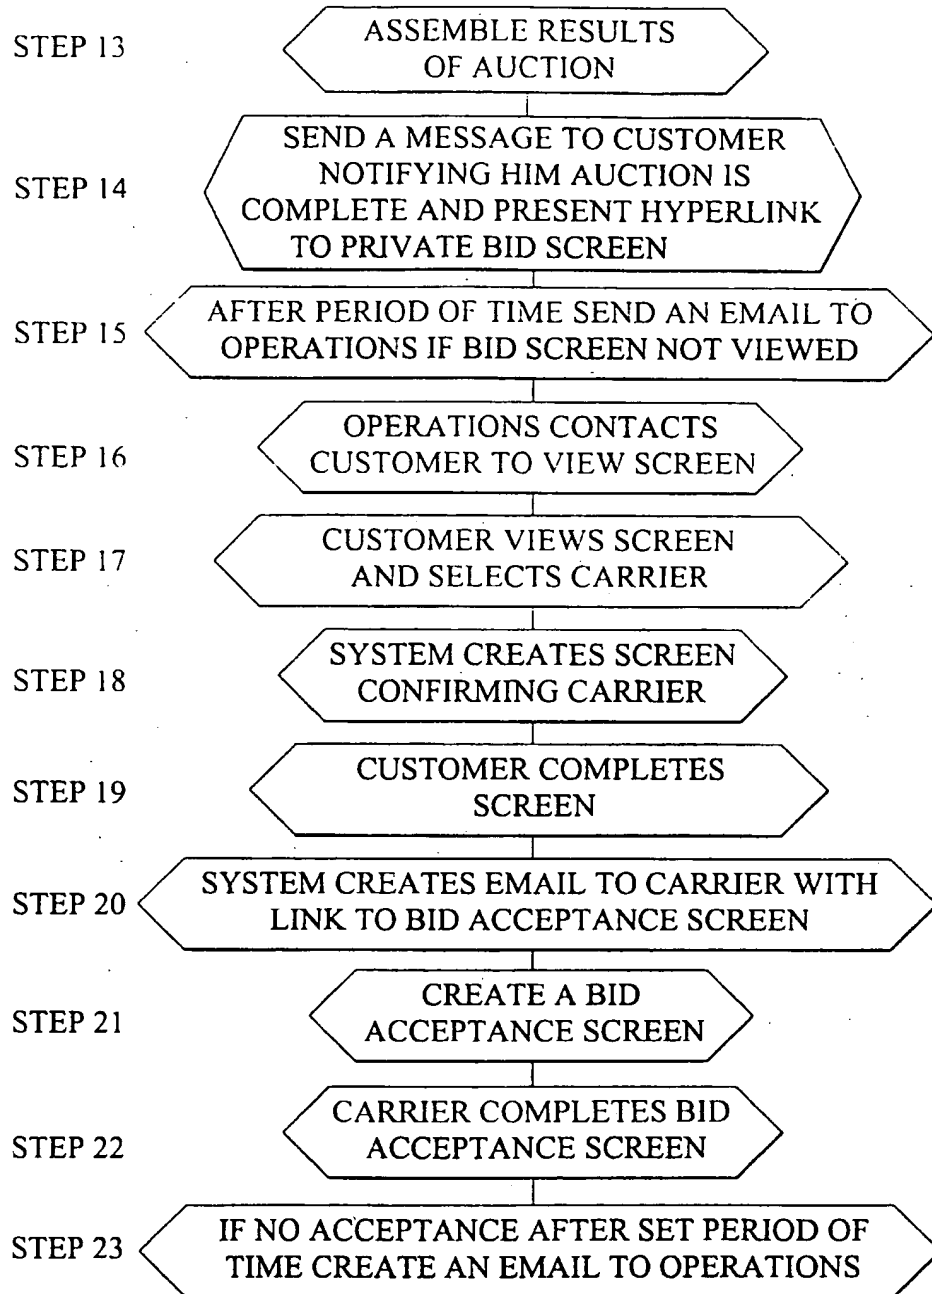 STEP 13
ASSEMBLE RESULTS
OF AUCTION
STEP 14
SEND A MESSAGE TO CUSTOMER
NOTIFYING HIM AUCTION IS
COMPLETE AND PRESENT HYPERLINK
TO PRIVATE BID SCREEN
STEP 15
AFTER PERIOD OF TIME SEND AN EMAIL TO
OPERATIONS IF BID SCREEN NOT VIEWED
STEP 16
OPERATIONS CONTACTS
CUSTOMER TO VIEW SCREEN
STEP 17
CUSTOMER VIEWS SCREEN
AND SELECTS CARRIER
STEP 18
SYSTEM CREATES SCREEN
CONFIRMING CARRIER
STEP 19
CUSTOMER COMPLETES
SCREEN
STEP 20
SYSTEM CREATES EMAIL TO CARRIER WITH
LINK TO BID ACCEPTANCE SCREEN
STEP 21
CREATE A BID
ACCEPTANCE SCREEN
STEP 22
CARRIER COMPLETES BID
ACCEPTANCE SCREEN
STEP 23
IF NO ACCEPTANCE AFTER SET PERIOD OF
TIME CREATE AN EMAIL TO OPERATIONS